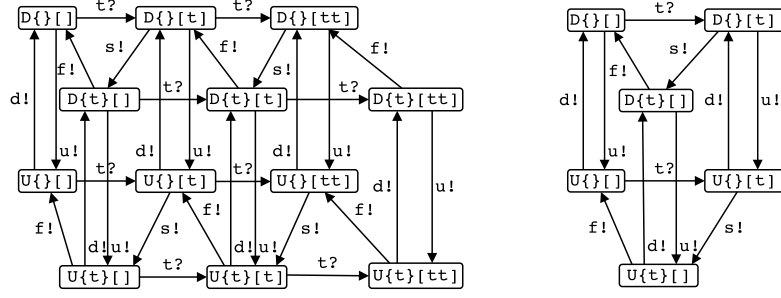 t? t? t?
D{}[] D{}[t] D{}[tt] D{}[] D{}[t]
s! f! s! f! s!
f! f!
d! D{t}[] t? D{t}[t] t? D{t}[tt] d! D{t}[] d! u!
u! d! u! d! u! u!
t? t? d! u! t?
U{}[] U{}[t] U{}[tt] U{}[] U{}[t]
f! s! f! s! f! f! s!
d! u! d! u! d! u!
t? t?
U{t}[] U{t}[t] U{t}[tt] U{t}[]